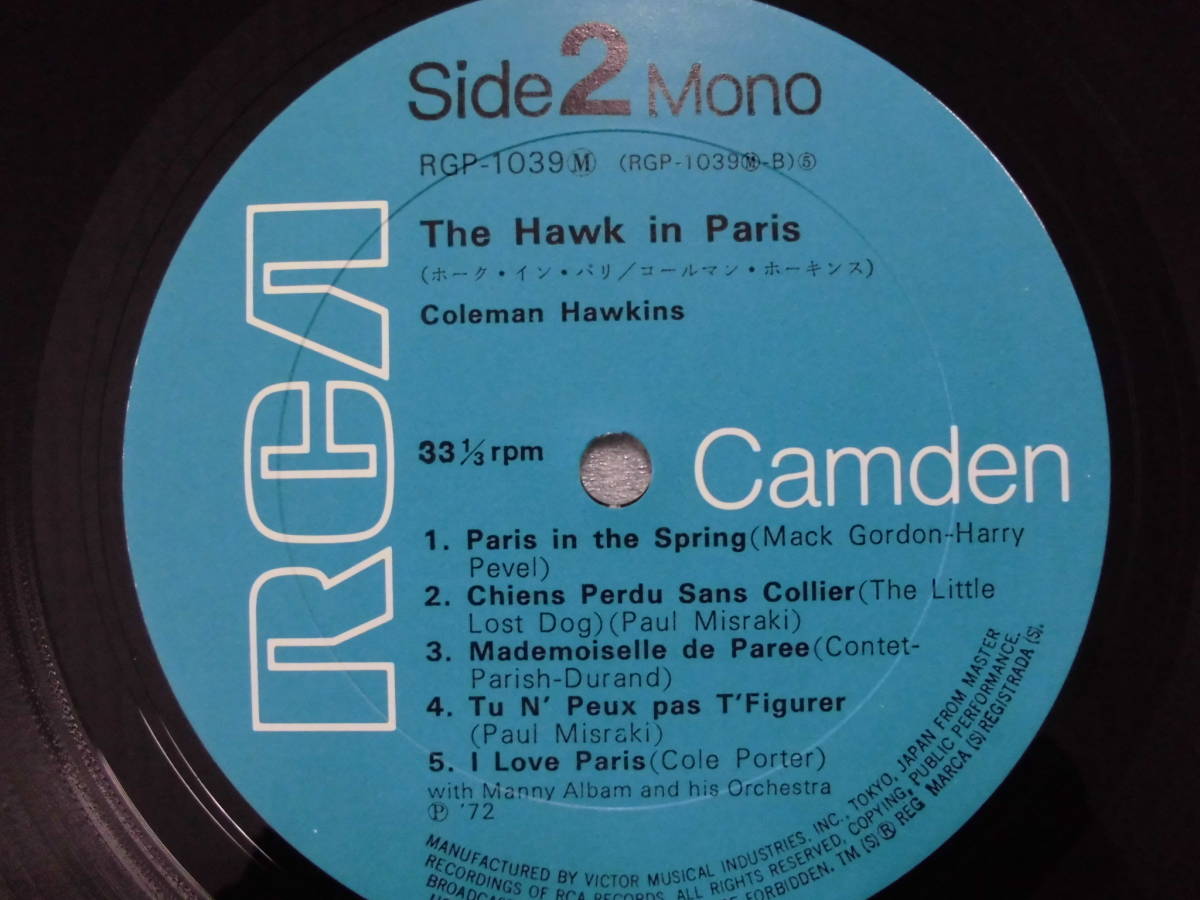 Side 2 Mono
RGP-1039Ⓜ (RGP-1039Ⓜ-B)⑤
The Hawk in Paris
(ホーク・イン・パリ/コールマン・ホーキンス)
Coleman Hawkins
RCA
33 1/3 rpm
Camden
1. Paris in the Spring(Mack Gordon-Harry
Pevel)
2. Chiens Perdu Sans Collier(The Little
Lost Dog)(Paul Misraki)
3. Mademoiselle de Paree(Contet-
Parish-Durand)
4. Tu N' Peux pas T'Figurer
(Paul Misraki)
5. I Love Paris(Cole Porter)
with Manny Albam and his Orchestra
Ⓟ '72
MANUFACTURED BY VICTOR MUSICAL INDUSTRIES, INC., TOKYO, JAPAN FROM MASTER
RECORDINGS OF RCA RECORDS. ALL RIGHTS RESERVED, COPYING, PUBLIC PERFORMANCE,
FORBIDDEN. TM (S)® REG MARCA (S)REGISTRADA (S).